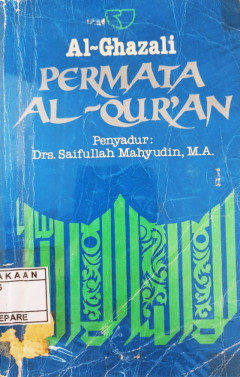 Al-Ghazali
PERMATA
AL-QUR'AN
Penyadur:
Drs. Saifullah Mahyudin, M.A.
AKAAN
EPARE